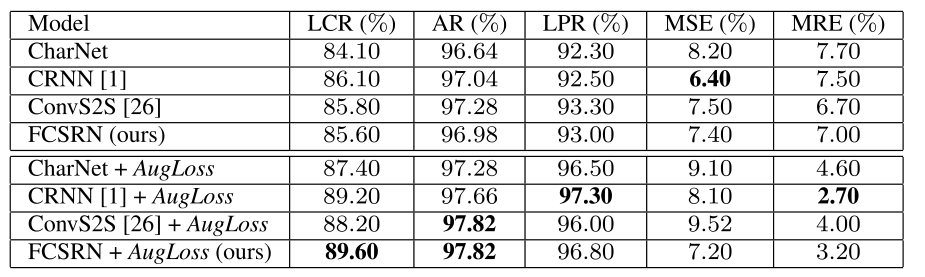 Model LCR (%) AR (%) LPR (%) MSE (%) MRE (%)
CharNet 84.10 96.64 92.30 8.20 7.70
CRNN [1] 86.10 97.04 92.50 6.40 7.50
ConvS2S [26] 85.80 97.28 93.30 7.50 6.70
FCSRN (ours) 85.60 96.98 93.00 7.40 7.00
CharNet + AugLoss 87.40 97.28 96.50 9.10 4.60
CRNN [1] + AugLoss 89.20 97.66 97.30 8.10 2.70
ConvS2S [26] + AugLoss 88.20 97.82 96.00 9.52 4.00
FCSRN + AugLoss (ours) 89.60 97.82 96.80 7.20 3.20